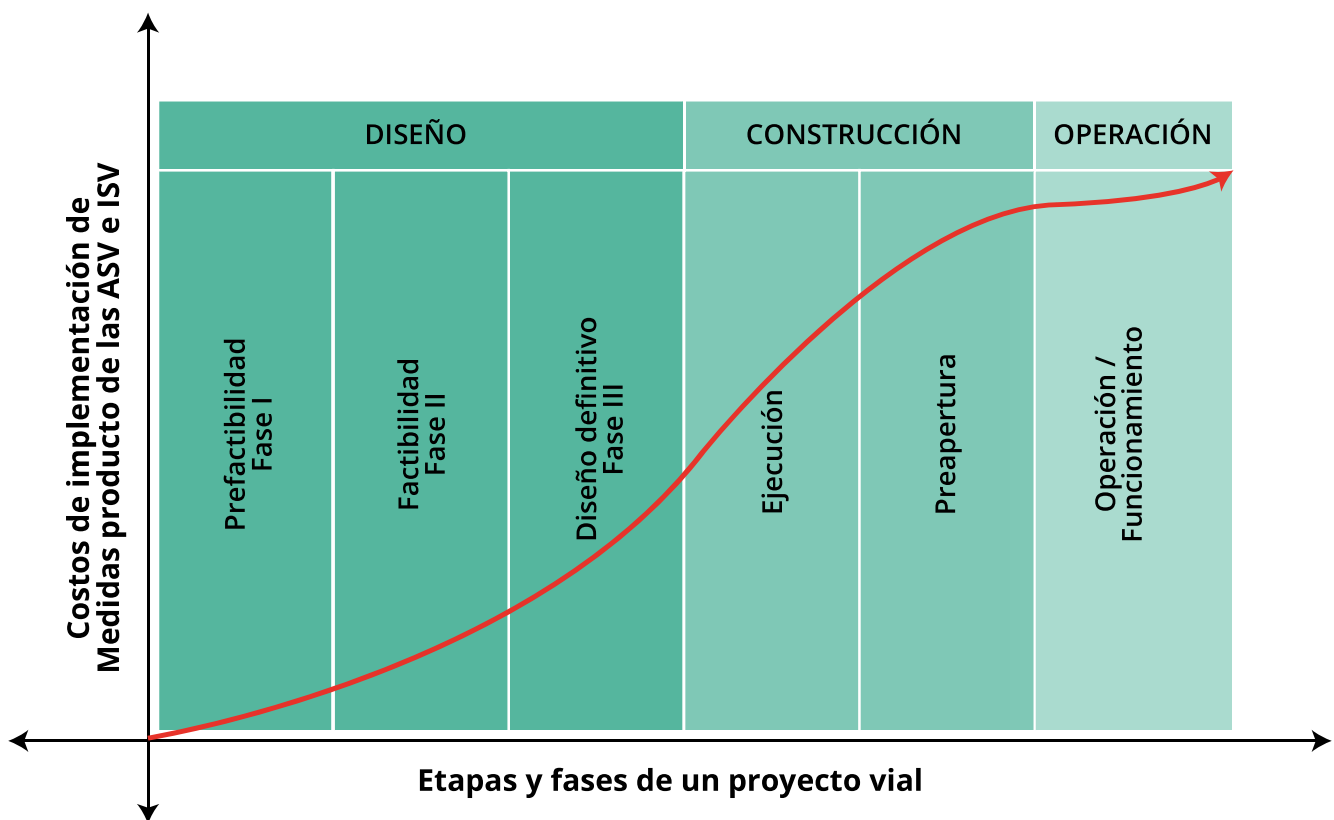 Costos de implementación de
Medidas producto de las ASV e ISV
DISEÑO
CONSTRUCCIÓN
OPERACIÓN
Prefactibilidad
Fase I
Factibilidad
Fase II
Diseño definitivo
Fase III
Ejecución
Preapertura
Operación /
Funcionamiento
Etapas y fases de un proyecto vial